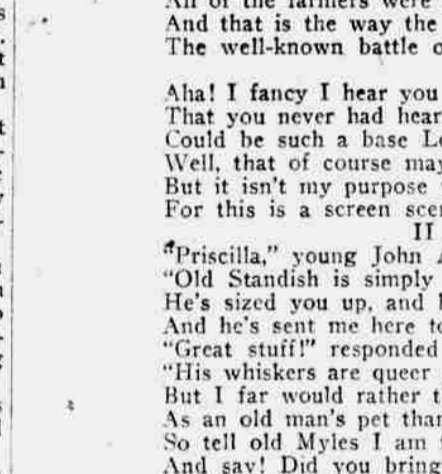 All of the farmers were
And that is the way the
The well-known battle
Aha! I fancy I hear you
That you never had hear
Could be such a base
Well, that of course may
But it isn't my purpose
For this is a screen
II
"Priscilla," young John
"Old Standish is simply
He's sized you up, and
And he's sent me here
"Great stuff!" responded
"His whiskers are queer
But I far would rather
As an old man's pet than
So tell old Myles I am
And say! Did you bring